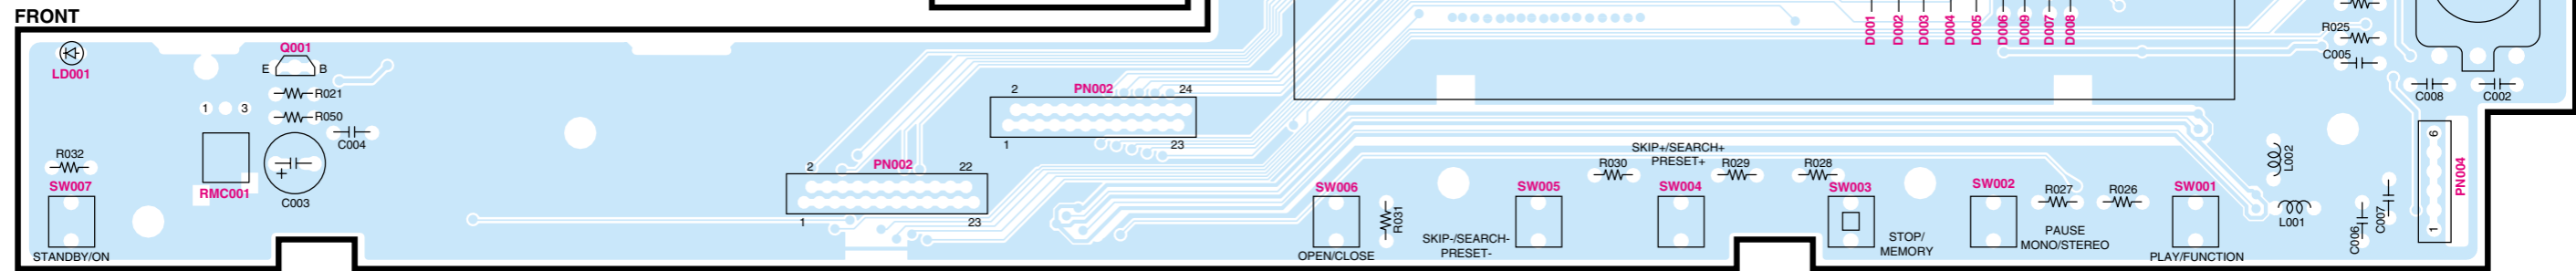 FRONT
LD001
Q001
E
B
R021
1
3
R050
C004
R032
SW007
STANDBY/ON
RMC001
C003
PN002
2
22
1
23
PN002
2
24
1
23
D001
D002
D003
D004
D005
D006
D009
D007
D008
SW006
OPEN/CLOSE
R031
SKIP-/SEARCH-
PRESET-
SW005
R030
SKIP+/SEARCH+
PRESET+
SW004
R029
R028
SW003
STOP/
MEMORY
SW002
R027
PAUSE
MONO/STEREO
R026
SW001
PLAY/FUNCTION
R025
C005
C008
C002
L002
L001
C006
C007
6
1
PN004